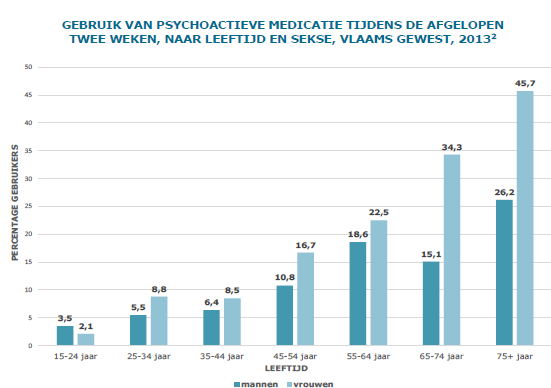 GEBRUIK VAN PSYCHOACTIEVE MEDICATIE TIJDENS DE AFGELOPEN
TWEE WEKEN, NAAR LEEFTIJD EN SEKSE, VLAAMS GEWEST, 2013²
PERCENTAGE GEBRUIKERS
50
45
40
35
30
25
20
15
10
5
0
3,5
2,1
5,5
8,8
6,4
8,5
10,8
16,7
18,6
22,5
15,1
34,3
26,2
45,7
15-24 jaar
25-34 jaar
35-44 jaar
45-54 jaar
55-64 jaar
65-74 jaar
75+ jaar
LEEFTIJD
mannen
vrouwen